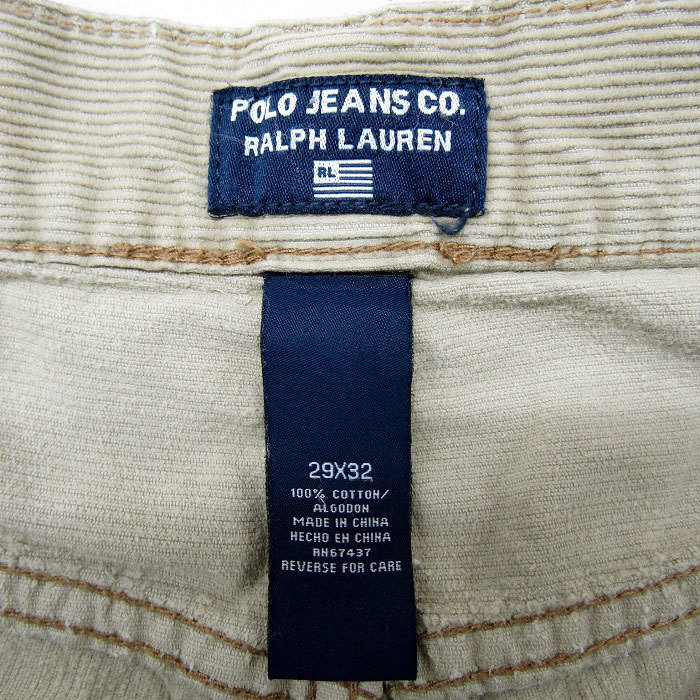 POLO JEANS CO.
RALPH LAUREN
RL
29X32
100% COTTON/
ALGODON
MADE IN CHINA
HECHO EN CHINA
RN67437
REVERSE FOR CARE